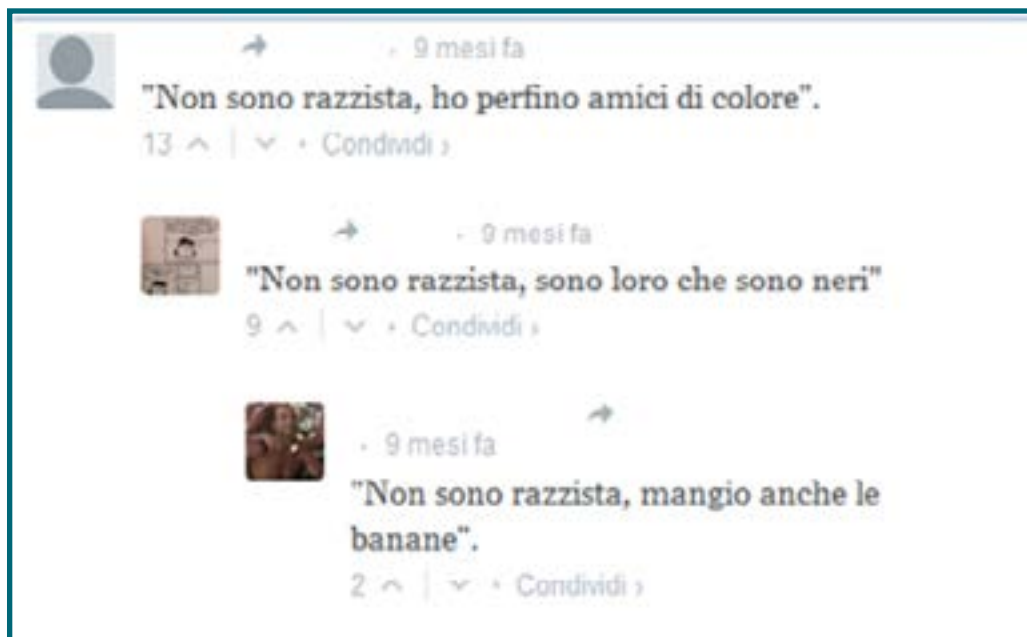 · 9 mesi fa
"Non sono razzista, ho perfino amici di colore".
13 | · Condividi ›
· 9 mesi fa
"Non sono razzista, sono loro che sono neri"
9 | · Condividi ›
· 9 mesi fa
"Non sono razzista, mangio anche le
banane".
2 | · Condividi ›